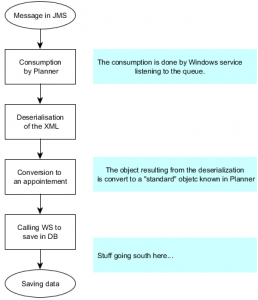 Message in JMS
Consumption
by Planner
The consumption is done by Windows service
listening to the queue.
Deserialisation
of the XML
Conversion to
an appointement
The object resulting from the deserialization
is convert to a "standard" objetc known in Planner
Calling WS to
save in DB
Stuff going south here...
Saving data